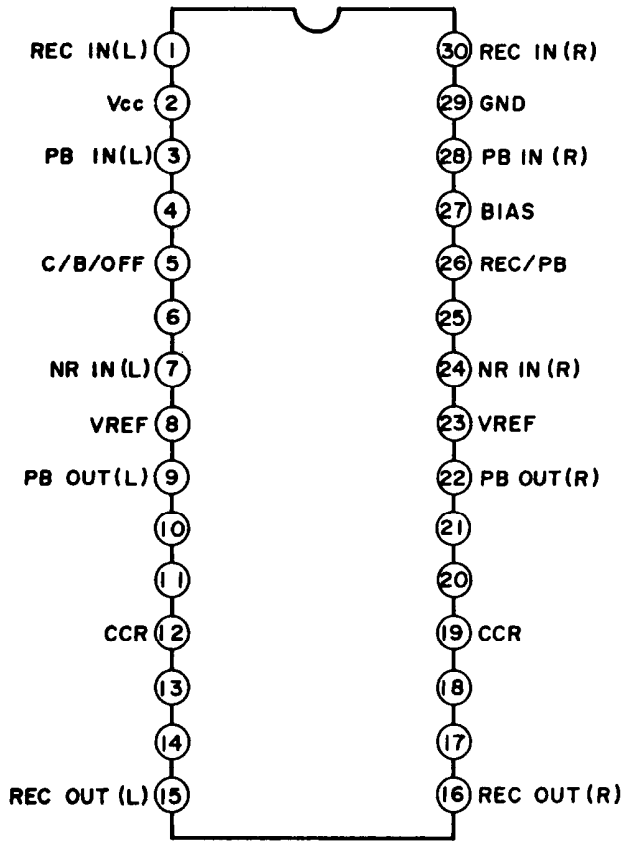 REC IN(L) 1 30 REC IN(R)
Vcc 2 29 GND
PB IN(L) 3 28 PB IN(R)
4 27 BIAS
C/B/OFF 5 26 REC/PB
6 25
NR IN(L) 7 24 NR IN(R)
VREF 8 23 VREF
PB OUT(L) 9 22 PB OUT(R)
10 21
11 20
CCR 12 19 CCR
13 18
14 17
REC OUT(L) 15 16 REC OUT(R)